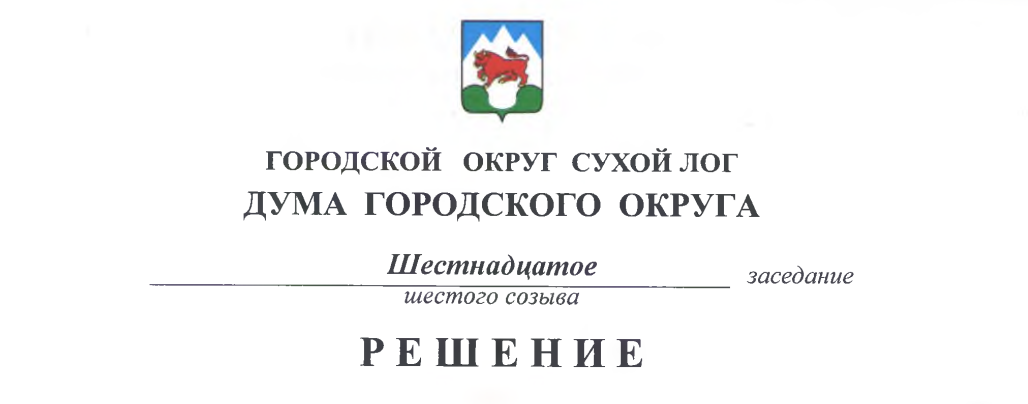 ГОРОДСКОЙ ОКРУГ СУХОЙ ЛОГ
ДУМА ГОРОДСКОГО ОКРУГА
Шестнадцатое заседание
шестого созыва
РЕШЕНИЕ